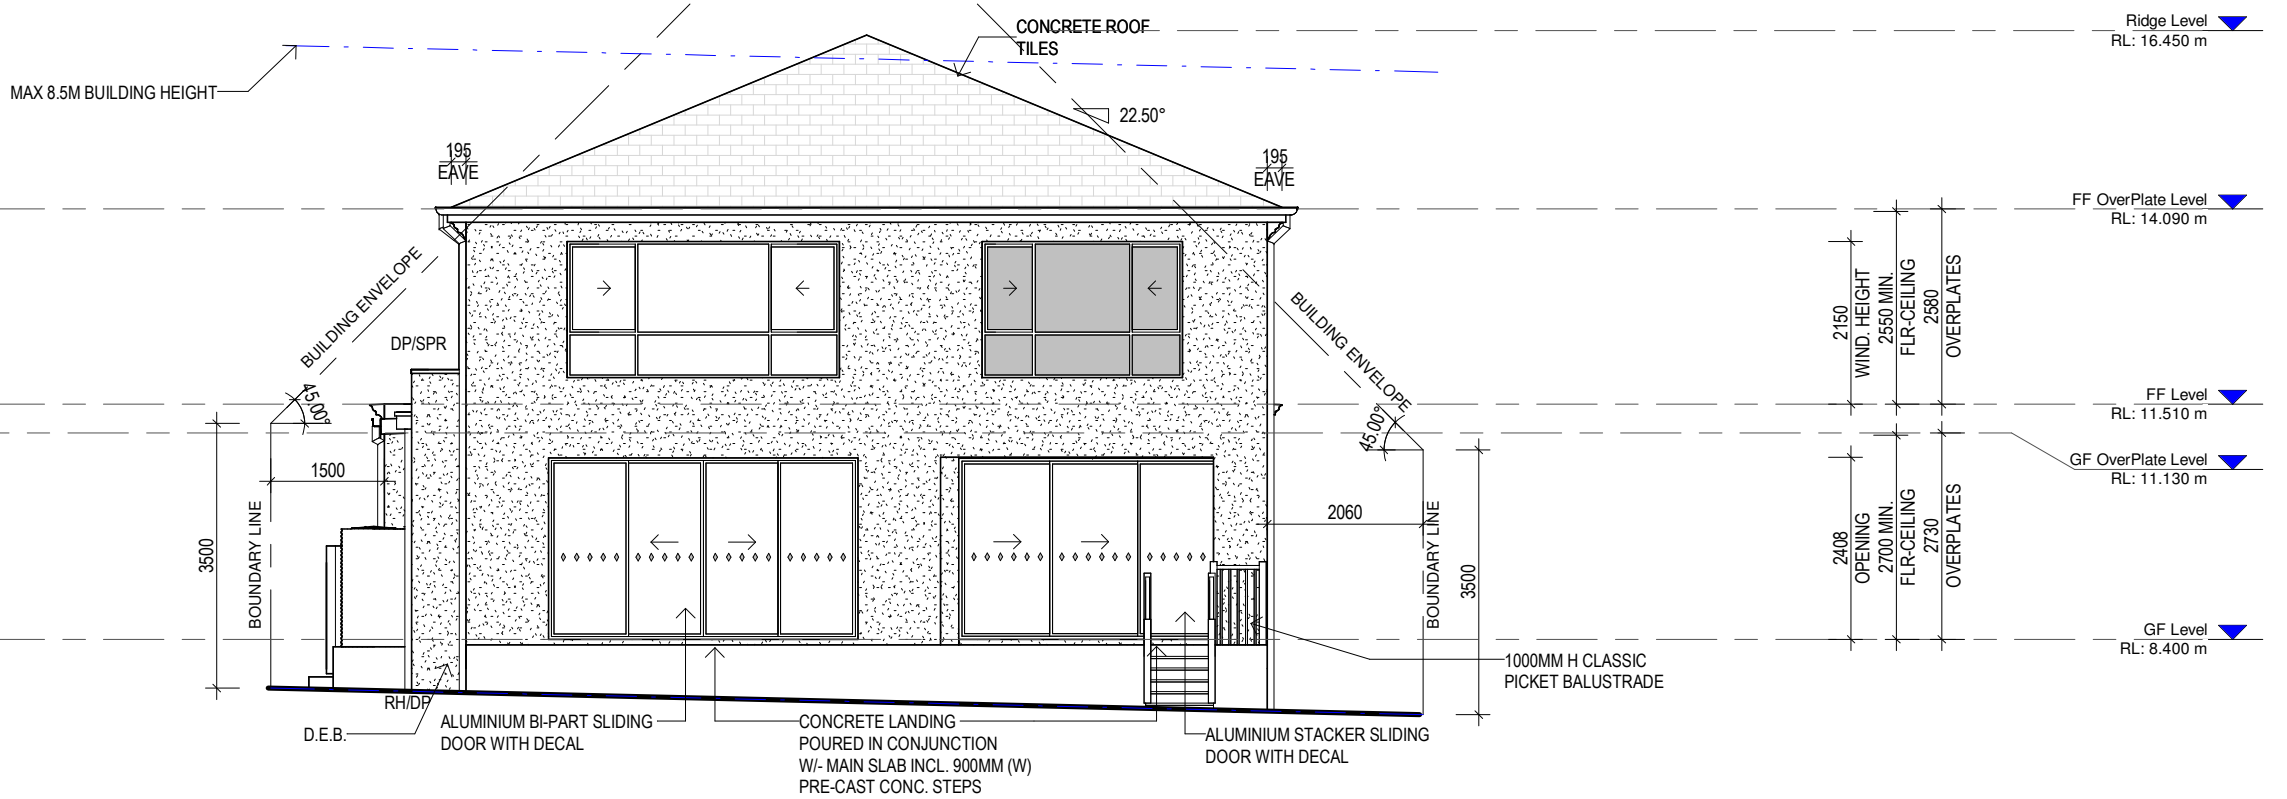 Ridge Level
RL: 16.450 m
CONCRETE ROOF
TILES
MAX 8.5M BUILDING HEIGHT
22.50°
195
EAVE
195
EAVE
FF OverPlate Level
RL: 14.090 m
BUILDING ENVELOPE
BUILDING ENVELOPE
DP/SPR
2150
WIND. HEIGHT
2550 MIN.
FLR-CEILING
2580
OVERPLATES
45.00°
45.00°
FF Level
RL: 11.510 m
GF OverPlate Level
RL: 11.130 m
1500
2060
3500
BOUNDARY LINE
BOUNDARY LINE
3500
2408
OPENING
2700 MIN.
FLR-CEILING
2730
OVERPLATES
GF Level
RL: 8.400 m
1000MM H CLASSIC
PICKET BALUSTRADE
RH/DP
D.E.B.
ALUMINIUM BI-PART SLIDING
DOOR WITH DECAL
CONCRETE LANDING
POURED IN CONJUNCTION
W/- MAIN SLAB INCL. 900MM (W)
PRE-CAST CONC. STEPS
ALUMINIUM STACKER SLIDING
DOOR WITH DECAL